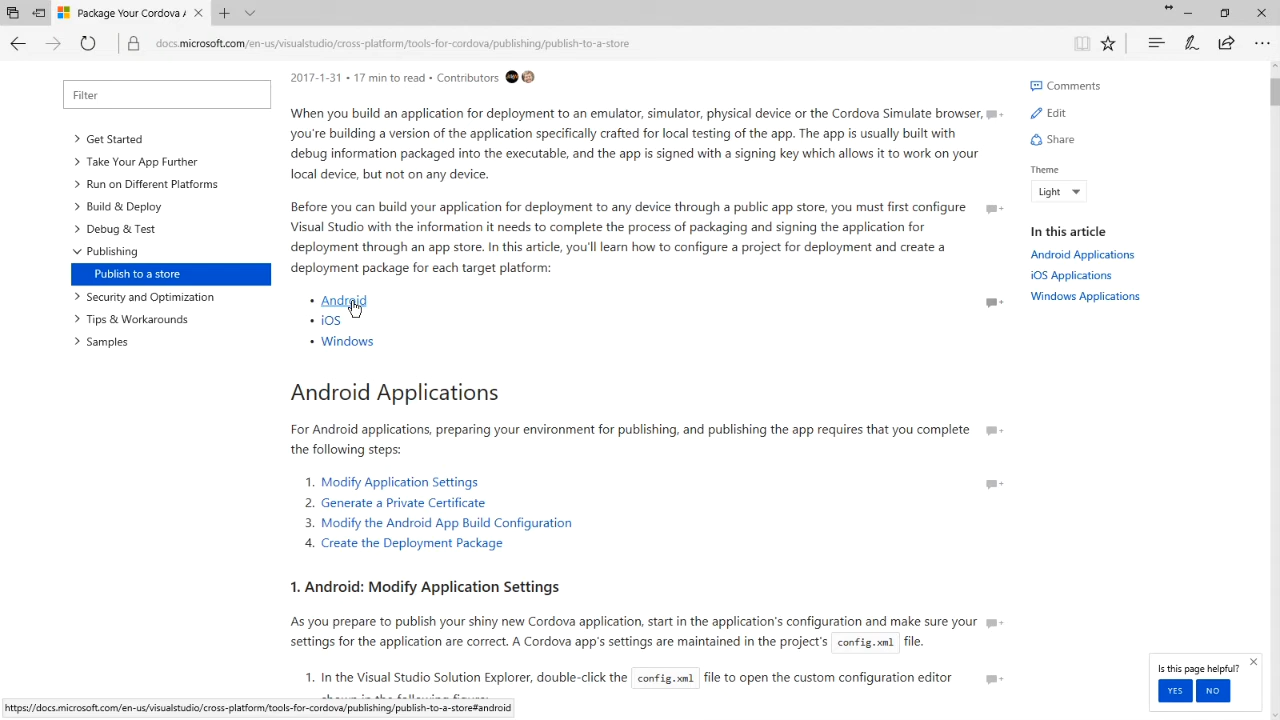 Package Your Cordova A
docs.microsoft.com/en-us/visualstudio/cross-platform/tools-for-cordova/publishing/publish-to-a-store
Filter
Get Started
Take Your App Further
Run on Different Platforms
Build & Deploy
Debug & Test
Publishing
Publish to a store
Security and Optimization
Tips & Workarounds
Samples
2017-1-31 • 17 min to read • Contributors
When you build an application for deployment to an emulator, simulator, physical device or the Cordova Simulate browser,
you're building a version of the application specifically crafted for local testing of the app. The app is usually built with
debug information packaged into the executable, and the app is signed with a signing key which allows it to work on your
local device, but not on any device.
Before you can build your application for deployment to any device through a public app store, you must first configure
Visual Studio with the information it needs to complete the process of packaging and signing the application for
deployment through an app store. In this article, you'll learn how to configure a project for deployment and create a
deployment package for each target platform:
• Android
• iOS
• Windows
Android Applications
For Android applications, preparing your environment for publishing, and publishing the app requires that you complete
the following steps:
1. Modify Application Settings
2. Generate a Private Certificate
3. Modify the Android App Build Configuration
4. Create the Deployment Package
1. Android: Modify Application Settings
As you prepare to publish your shiny new Cordova application, start in the application's configuration and make sure your
settings for the application are correct. A Cordova app's settings are maintained in the project's config.xml file.
1. In the Visual Studio Solution Explorer, double-click the config.xml file to open the custom configuration editor
shown in the following figure:
Comments
Edit
Share
Theme
Light
In this article
Android Applications
iOS Applications
Windows Applications
Is this page helpful?
YES NO
https://docs.microsoft.com/en-us/visualstudio/cross-platform/tools-for-cordova/publishing/publish-to-a-store#android